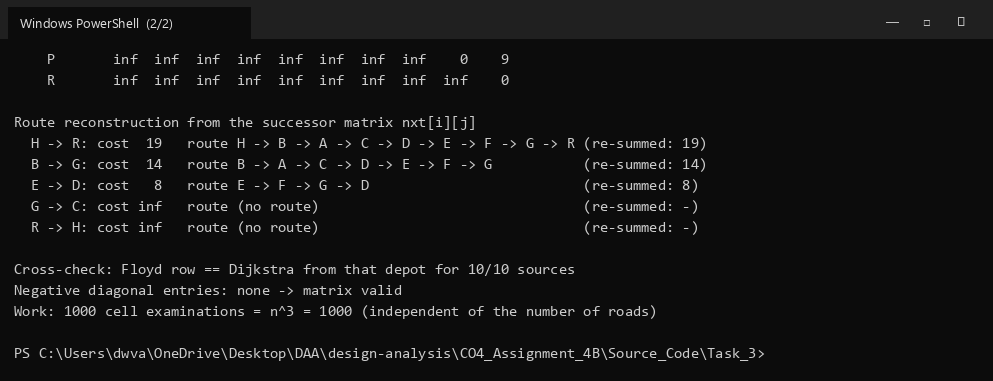 Windows PowerShell (2/2)
P       inf  inf  inf  inf  inf  inf  inf  inf    0    9
R       inf  inf  inf  inf  inf  inf  inf  inf  inf    0
Route reconstruction from the successor matrix nxt[i][j]
H -> R: cost  19   route H -> B -> A -> C -> D -> E -> F -> G -> R (re-summed: 19)
B -> G: cost  14   route B -> A -> C -> D -> E -> F -> G           (re-summed: 14)
E -> D: cost   8   route E -> F -> G -> D                          (re-summed: 8)
G -> C: cost inf   route (no route)                                (re-summed: -)
R -> H: cost inf   route (no route)                                (re-summed: -)
Cross-check: Floyd row == Dijkstra from that depot for 10/10 sources
Negative diagonal entries: none -> matrix valid
Work: 1000 cell examinations = n^3 = 1000 (independent of the number of roads)
PS C:\Users\dwva\OneDrive\Desktop\DAA\design-analysis\CO4_Assignment_4B\Source_Code\Task_3>